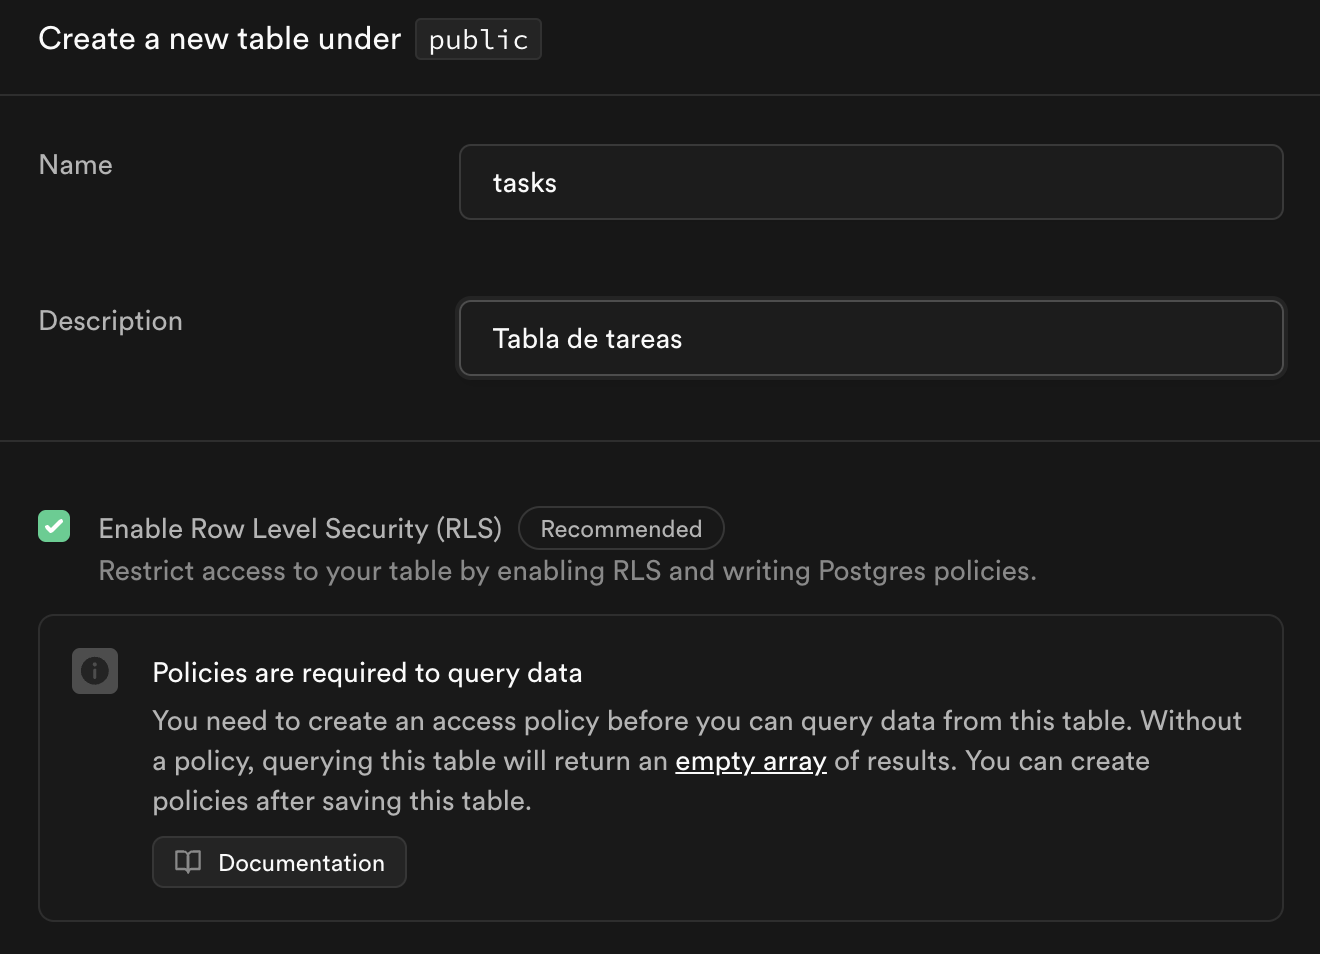 Create a new table under public
Name
tasks
Description
Tabla de tareas
Enable Row Level Security (RLS) Recommended
Restrict access to your table by enabling RLS and writing Postgres policies.
Policies are required to query data
You need to create an access policy before you can query data from this table. Without
a policy, querying this table will return an empty array of results. You can create
policies after saving this table.
Documentation